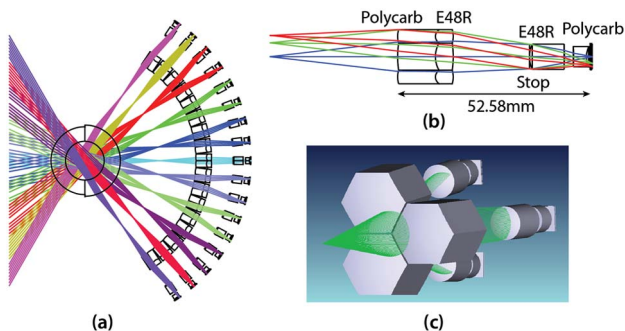 Polycarb E48R
E48R
Polycarb
Stop
52.58mm
(b)
(a)
(c)